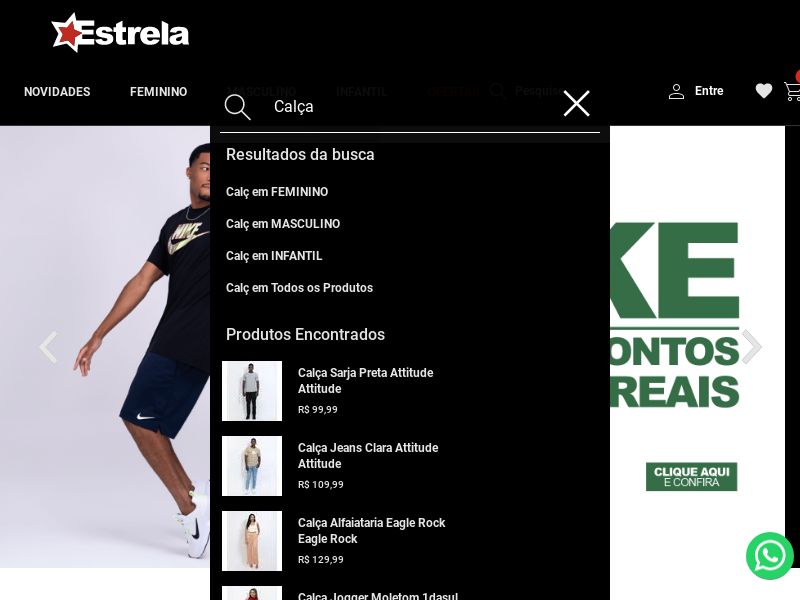 Estrela
NOVIDADES
FEMININO
MASCULINO
INFANTIL
OFERTAS
Pesquise
Entre
Calça
Resultados da busca
Calç em FEMININO
Calç em MASCULINO
Calç em INFANTIL
Calç em Todos os Produtos
Produtos Encontrados
Calça Sarja Preta Attitude
Attitude
R$ 99,99
Calça Jeans Clara Attitude
Attitude
R$ 109,99
Calça Alfaiataria Eagle Rock
Eagle Rock
R$ 129,99
Calça Jogger Moletom 1dasul
NIKE
KE
ONTOS
REAIS
CLIQUE AQUI
E CONFIRA